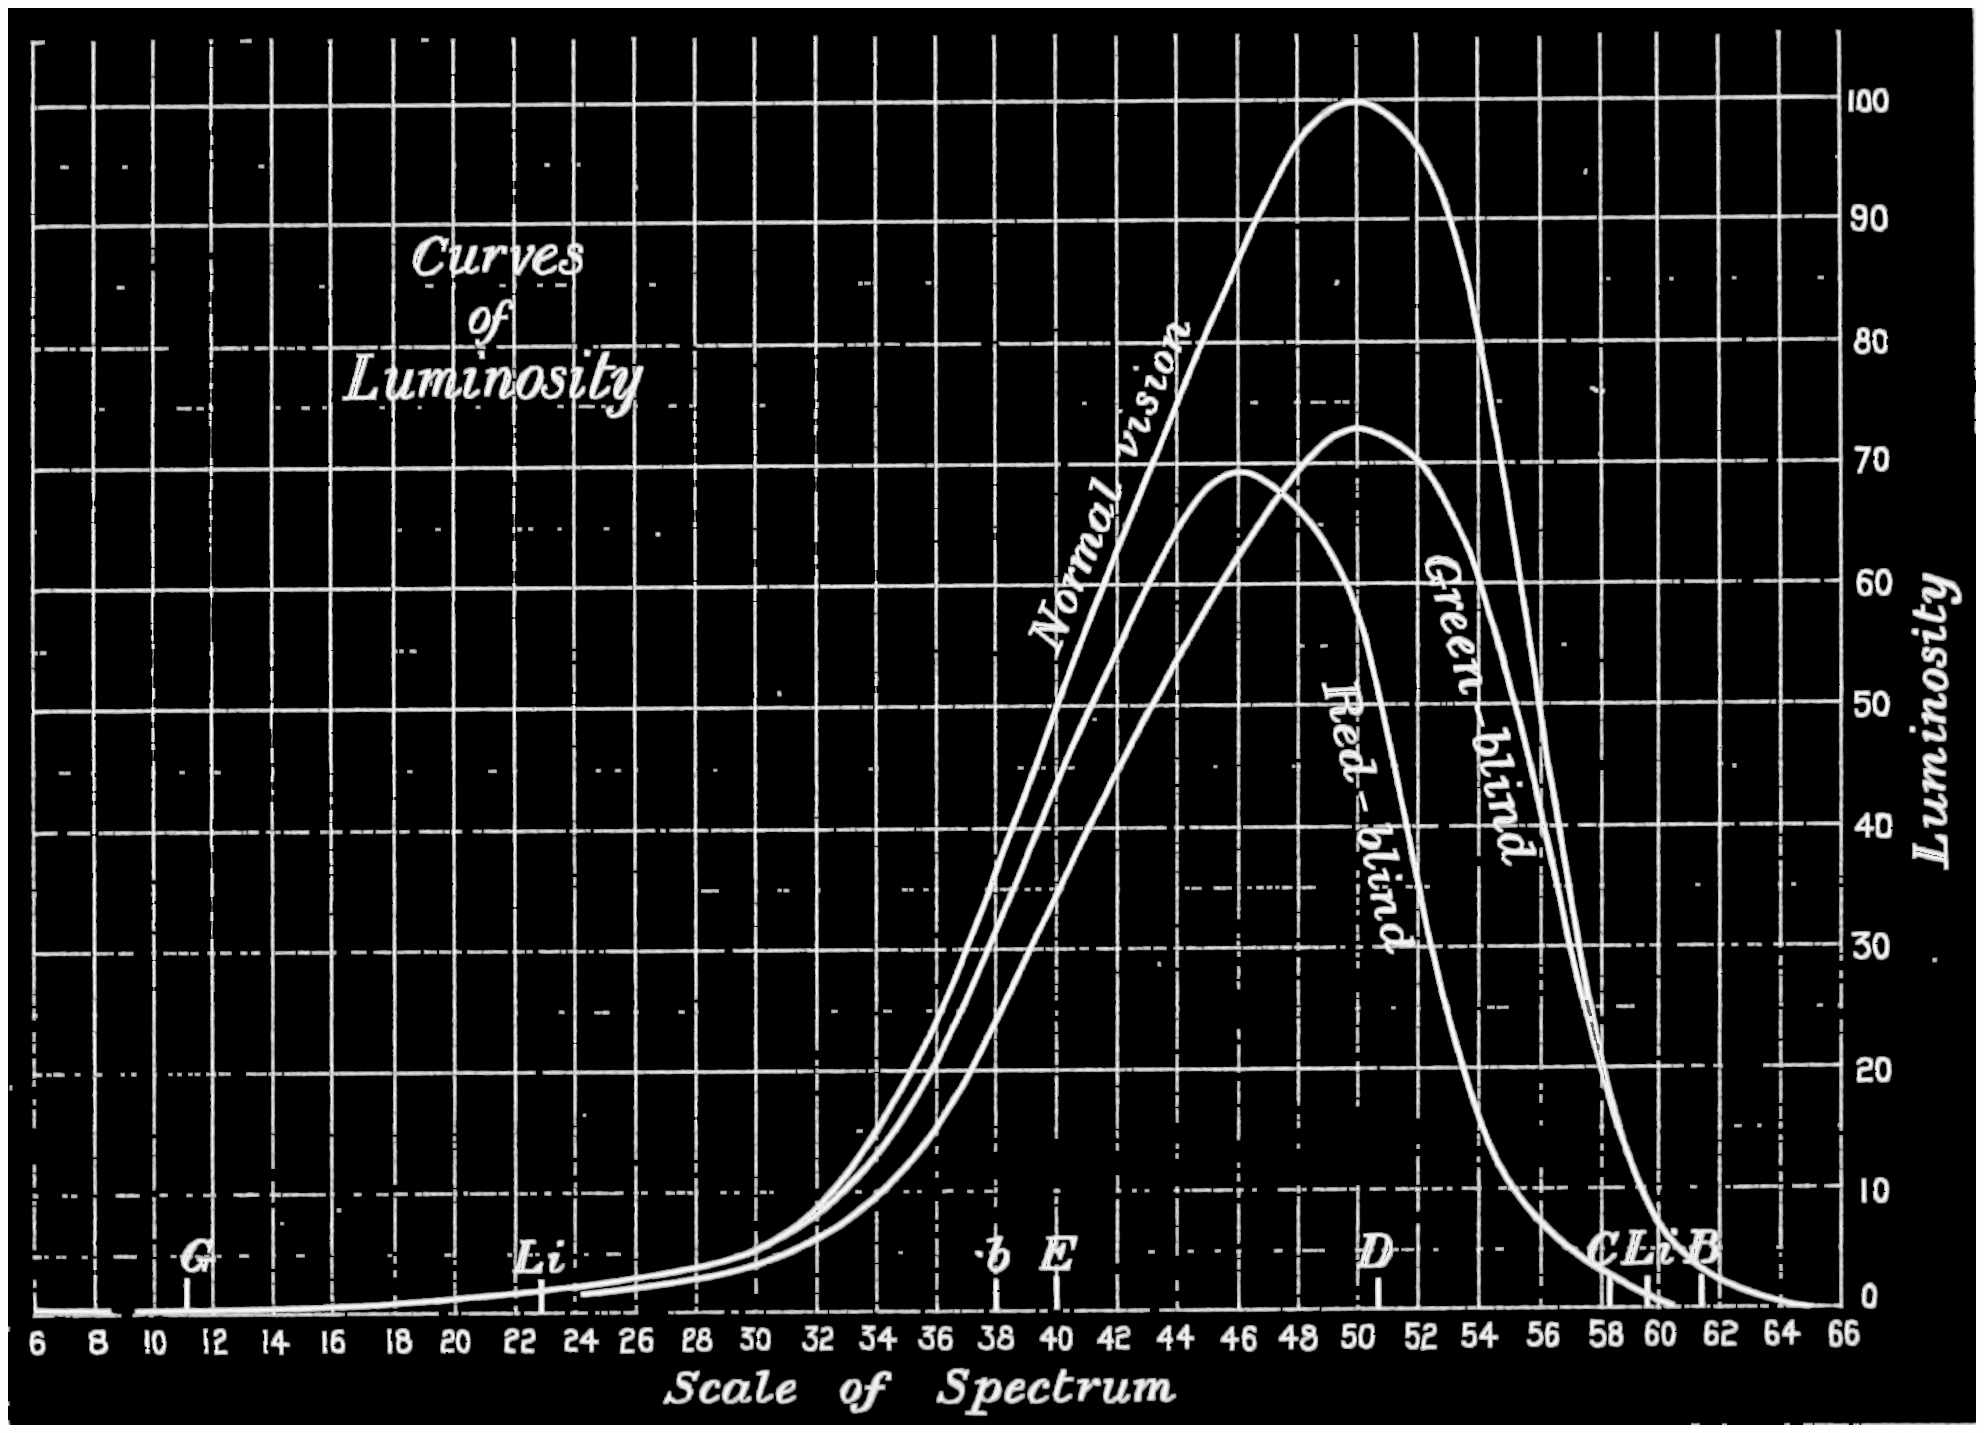 Curves
of
Luminosity
Normal vision
Green-blind
Red-blind
100
90
80
70
60
50
40
30
20
10
0
Luminosity
G Li b E D C Li B
6 8 10 12 14 16 18 20 22 24 26 28 30 32 34 36 38 40 42 44 46 48 50 52 54 56 58 60 62 64 66
Scale of Spectrum